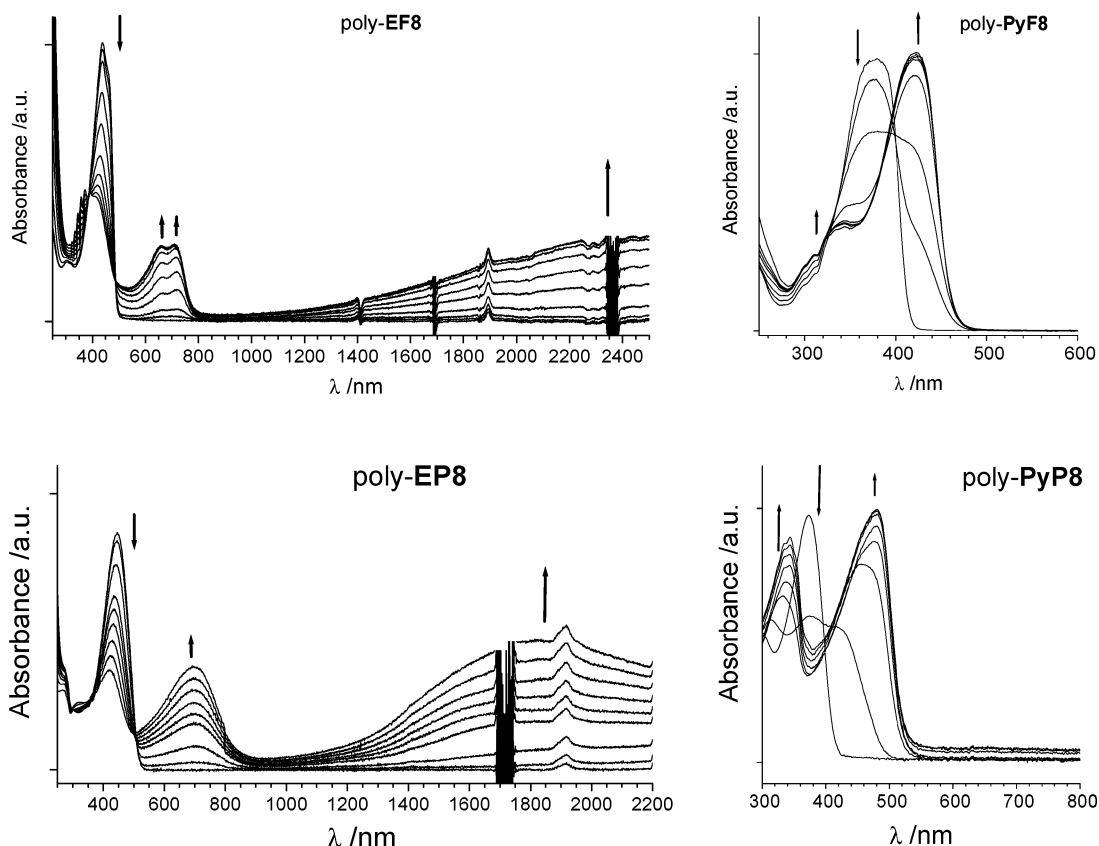 poly-EF8
Absorbance /a.u.
400 600 800 1000 1200 1400 1600 1800 2000 2200 2400
λ /nm
poly-PyF8
Absorbance /a.u.
300 400 500 600
λ /nm
poly-EP8
Absorbance /a.u.
400 600 800 1000 1200 1400 1600 1800 2000 2200
λ /nm
poly-PyP8
Absorbance /a.u.
300 400 500 600 700 800
λ /nm